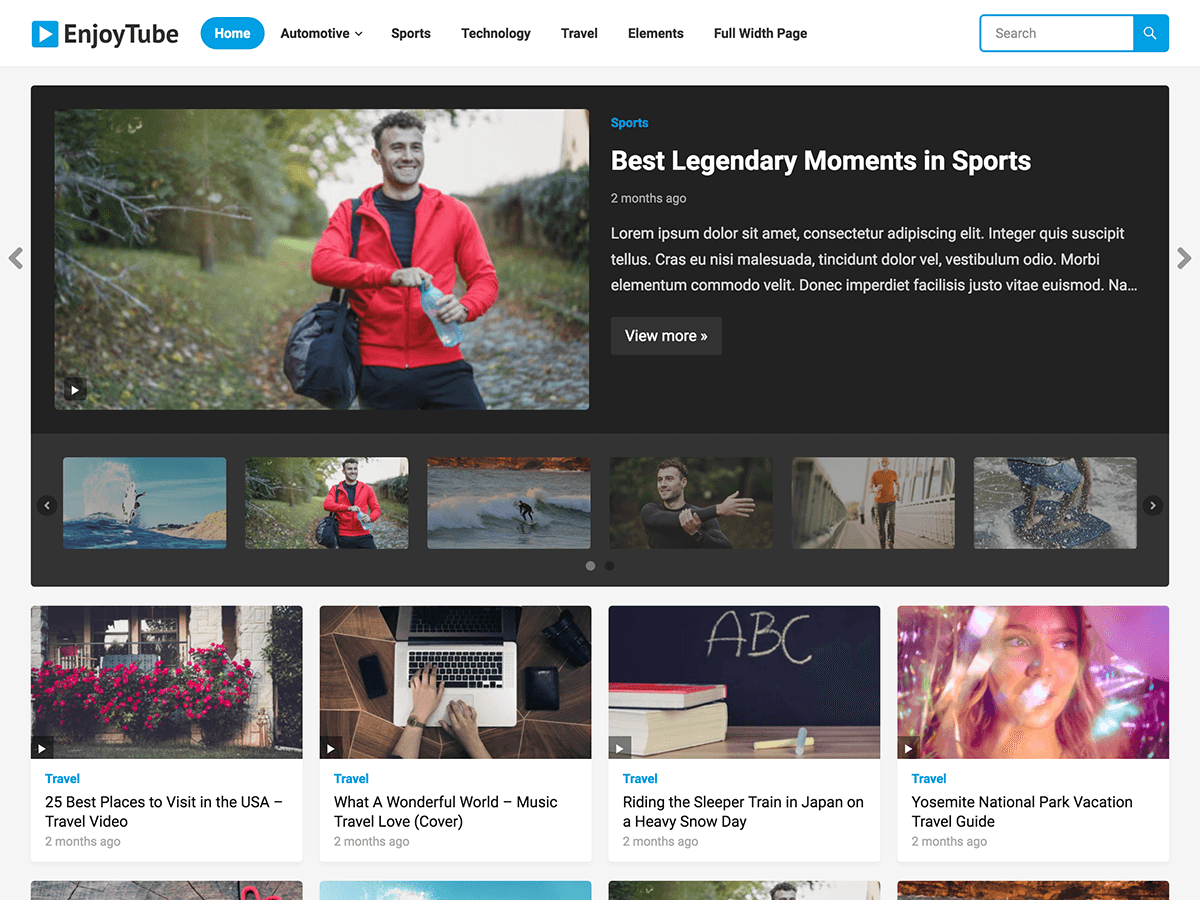 EnjoyTube
Home
Automotive
Sports
Technology
Travel
Elements
Full Width Page
Search
Sports
Best Legendary Moments in Sports
2 months ago
Lorem ipsum dolor sit amet, consectetur adipiscing elit. Integer quis suscipit
tellus. Cras eu nisi malesuada, tincidunt dolor vel, vestibulum odio. Morbi
elementum commodo velit. Donec imperdiet facilisis justo vitae euismod. Na…
View more »
ABC
Travel
25 Best Places to Visit in the USA –
Travel Video
2 months ago
Travel
What A Wonderful World – Music
Travel Love (Cover)
2 months ago
Travel
Riding the Sleeper Train in Japan on
a Heavy Snow Day
2 months ago
Travel
Yosemite National Park Vacation
Travel Guide
2 months ago